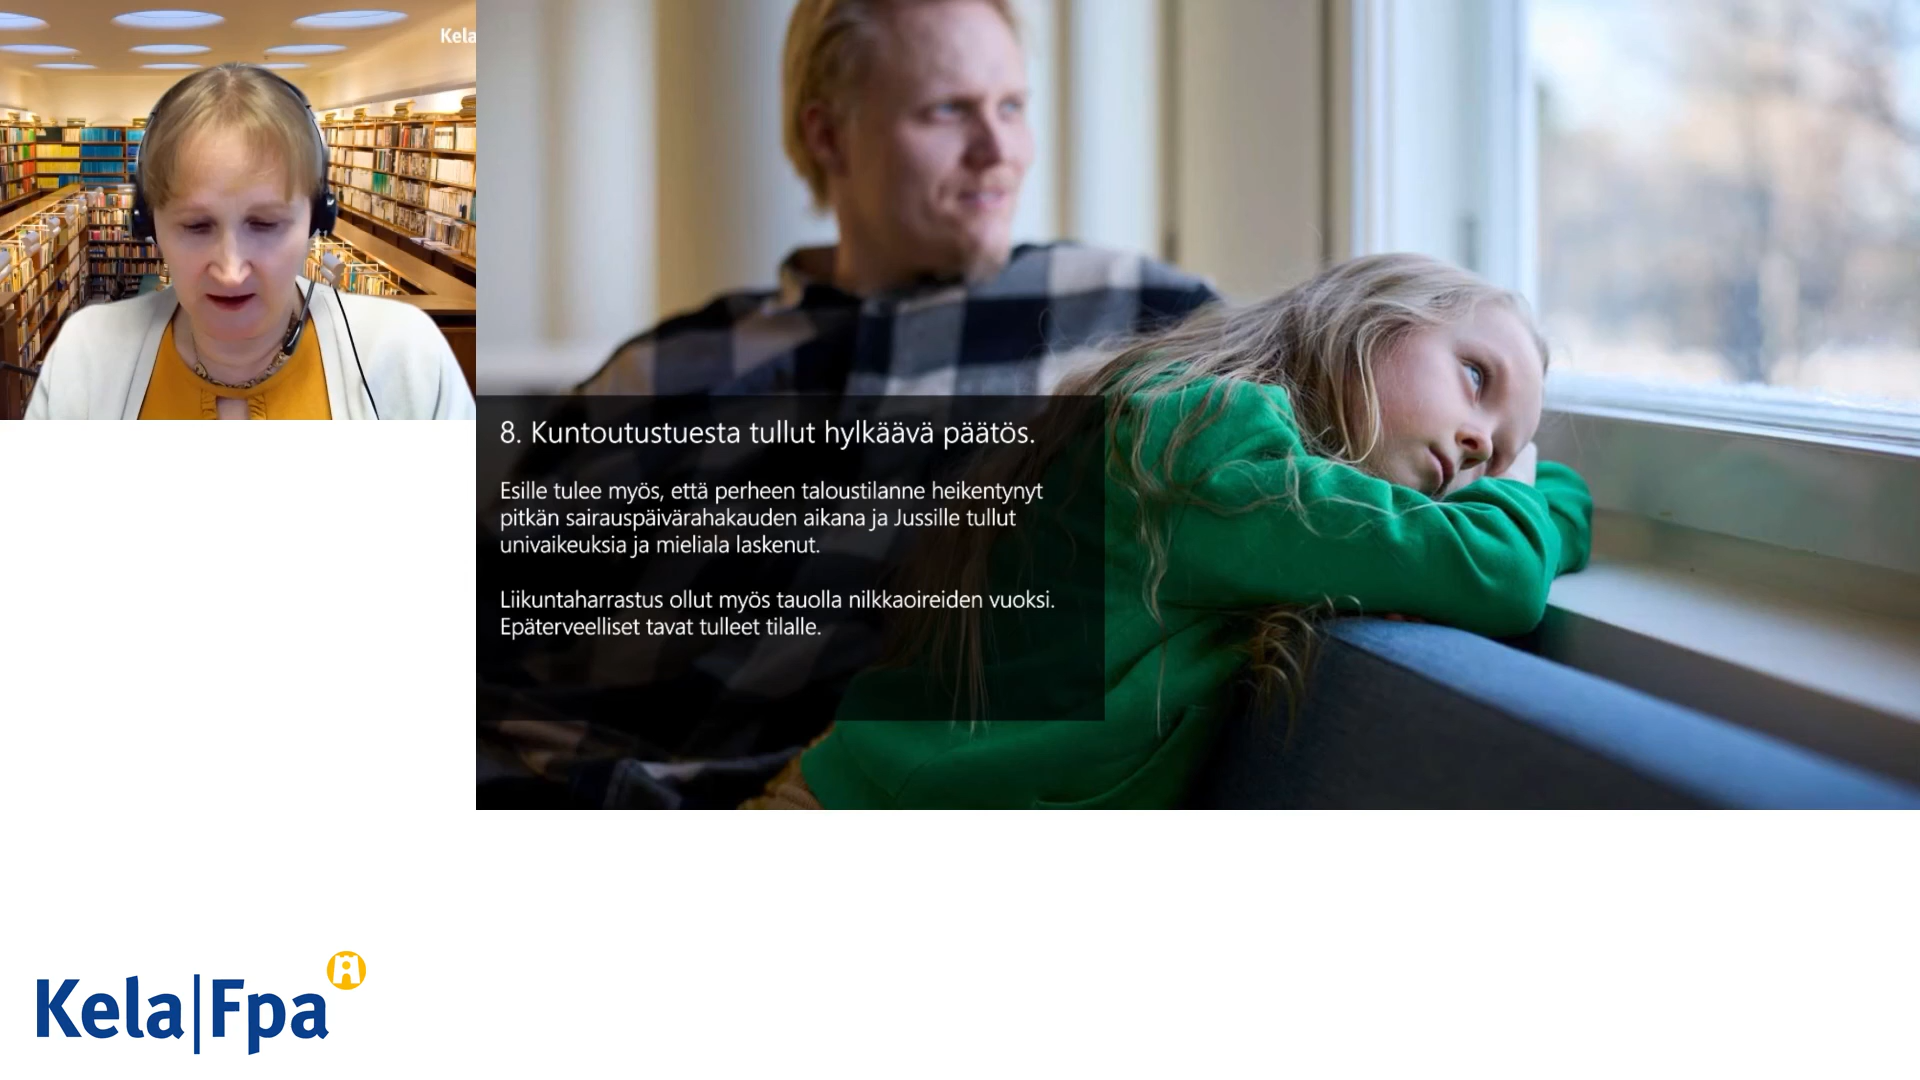 Kela
8. Kuntoutustuesta tullut hylkäävä päätös.
Esille tulee myös, että perheen taloustilanne heikentynyt
pitkän sairauspäivärahakauden aikana ja Jussille tullut
univaikeuksia ja mieliala laskenut.
Liikuntaharrastus ollut myös tauolla nilkkaoireiden vuoksi.
Epäterveelliset tavat tulleet tilalle.
Kela|Fpa